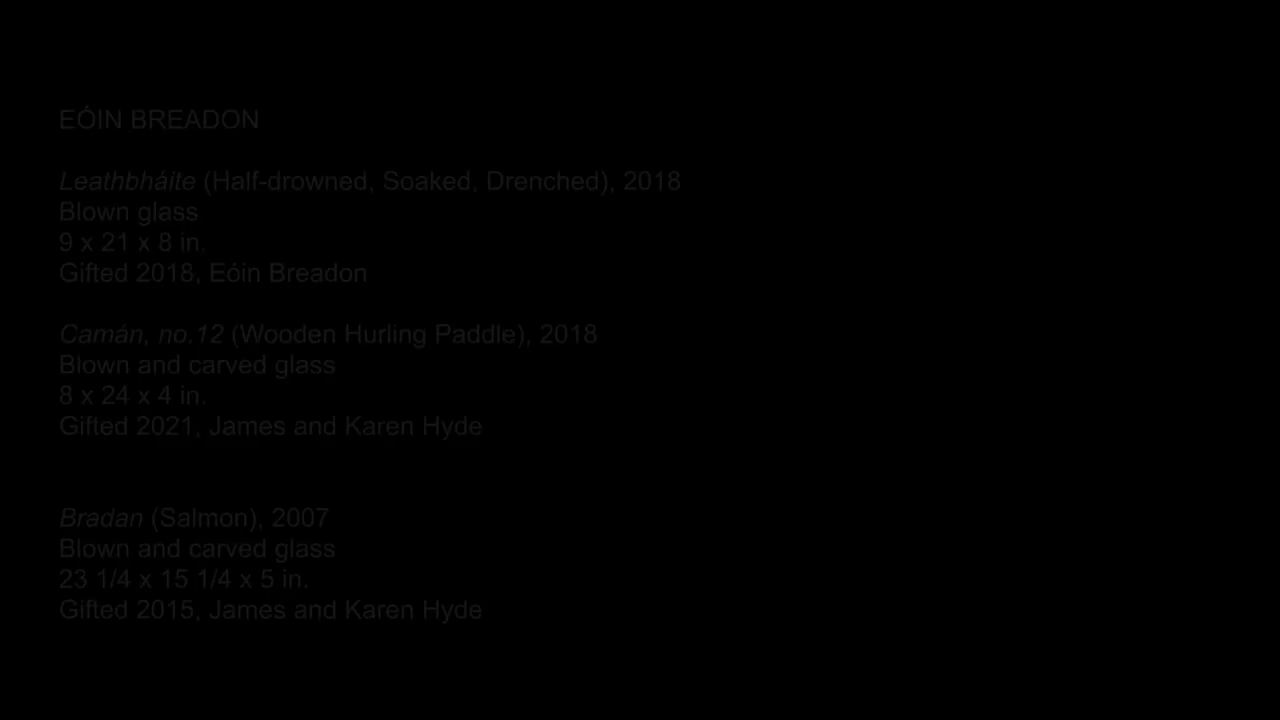 EÓIN BREADON
Leathbháite (Half-drowned, Soaked, Drenched), 2018
Blown glass
9 x 21 x 8 in.
Gifted 2018, Eóin Breadon
Camán, no.12 (Wooden Hurling Paddle), 2018
Blown and carved glass
8 x 24 x 4 in.
Gifted 2021, James and Karen Hyde
Bradan (Salmon), 2007
Blown and carved glass
23 1/4 x 15 1/4 x 5 in.
Gifted 2015, James and Karen Hyde